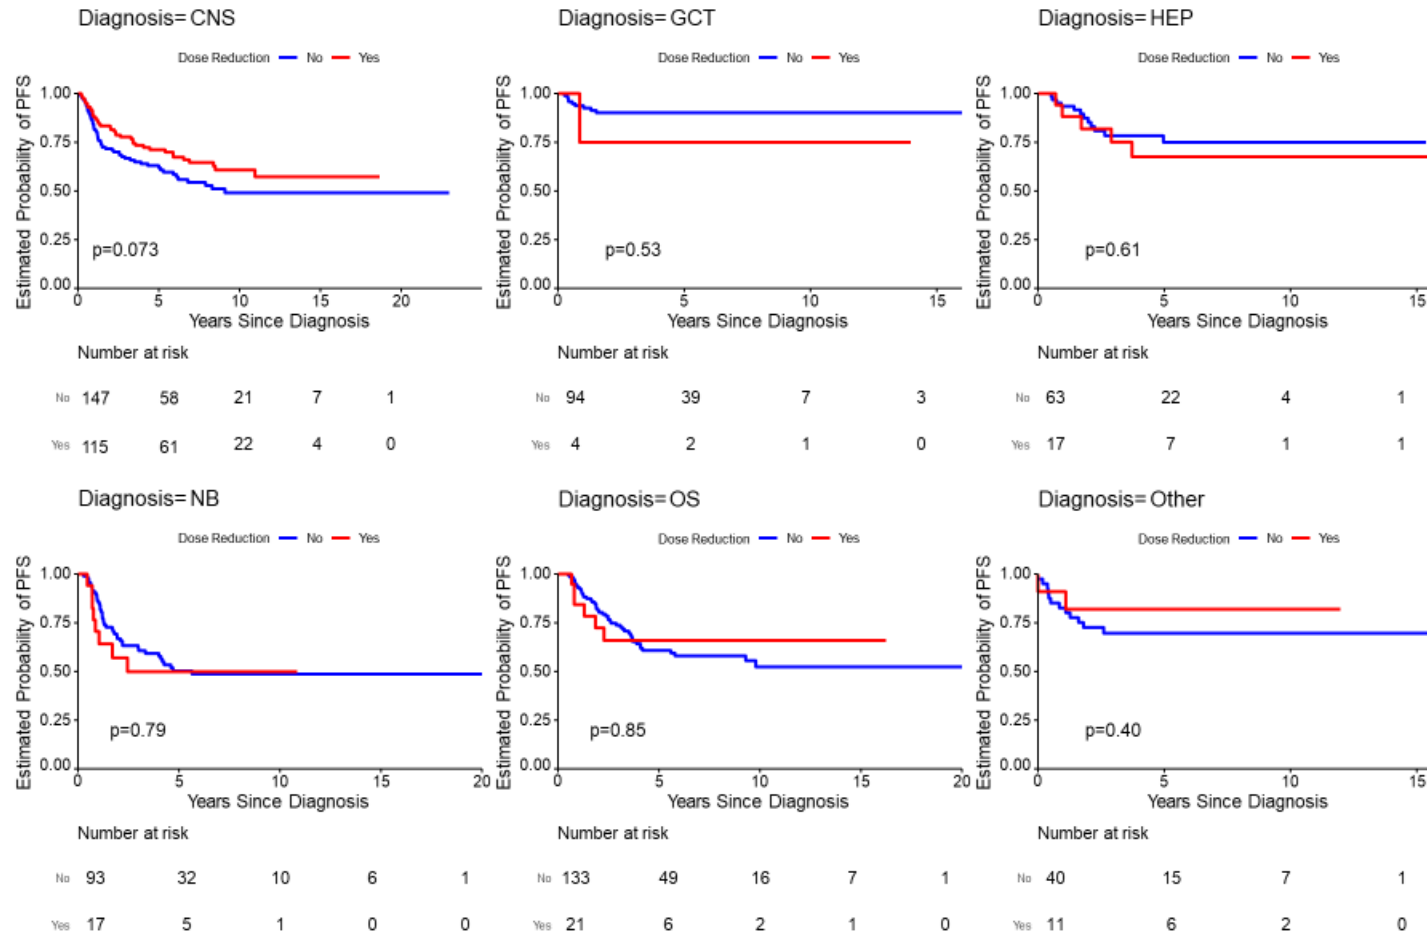 Diagnosis= CNS
Dose Reduction No Yes
Estimated Probability of PFS
1.00
0.75
0.50
0.25
0.00
p=0.073
0 5 10 15 20
Years Since Diagnosis
Number at risk
No 147 58 21 7 1
Yes 115 61 22 4 0
Diagnosis= GCT
Dose Reduction No Yes
Estimated Probability of PFS
1.00
0.75
0.50
0.25
0.00
p=0.53
0 5 10 15
Years Since Diagnosis
Number at risk
No 94 39 7 3
Yes 4 2 1 0
Diagnosis= HEP
Dose Reduction No Yes
Estimated Probability of PFS
1.00
0.75
0.50
0.25
0.00
p=0.61
0 5 10 15
Years Since Diagnosis
Number at risk
No 63 22 4 1
Yes 17 7 1 1
Diagnosis= NB
Dose Reduction No Yes
Estimated Probability of PFS
1.00
0.75
0.50
0.25
0.00
p=0.79
0 5 10 15 20
Years Since Diagnosis
Number at risk
No 93 32 10 6 1
Yes 17 5 1 0 0
Diagnosis= OS
Dose Reduction No Yes
Estimated Probability of PFS
1.00
0.75
0.50
0.25
0.00
p=0.85
0 5 10 15 20
Years Since Diagnosis
Number at risk
No 133 49 16 7 1
Yes 21 6 2 1 0
Diagnosis= Other
Dose Reduction No Yes
Estimated Probability of PFS
1.00
0.75
0.50
0.25
0.00
p=0.40
0 5 10 15
Years Since Diagnosis
Number at risk
No 40 15 7 1
Yes 11 6 2 0